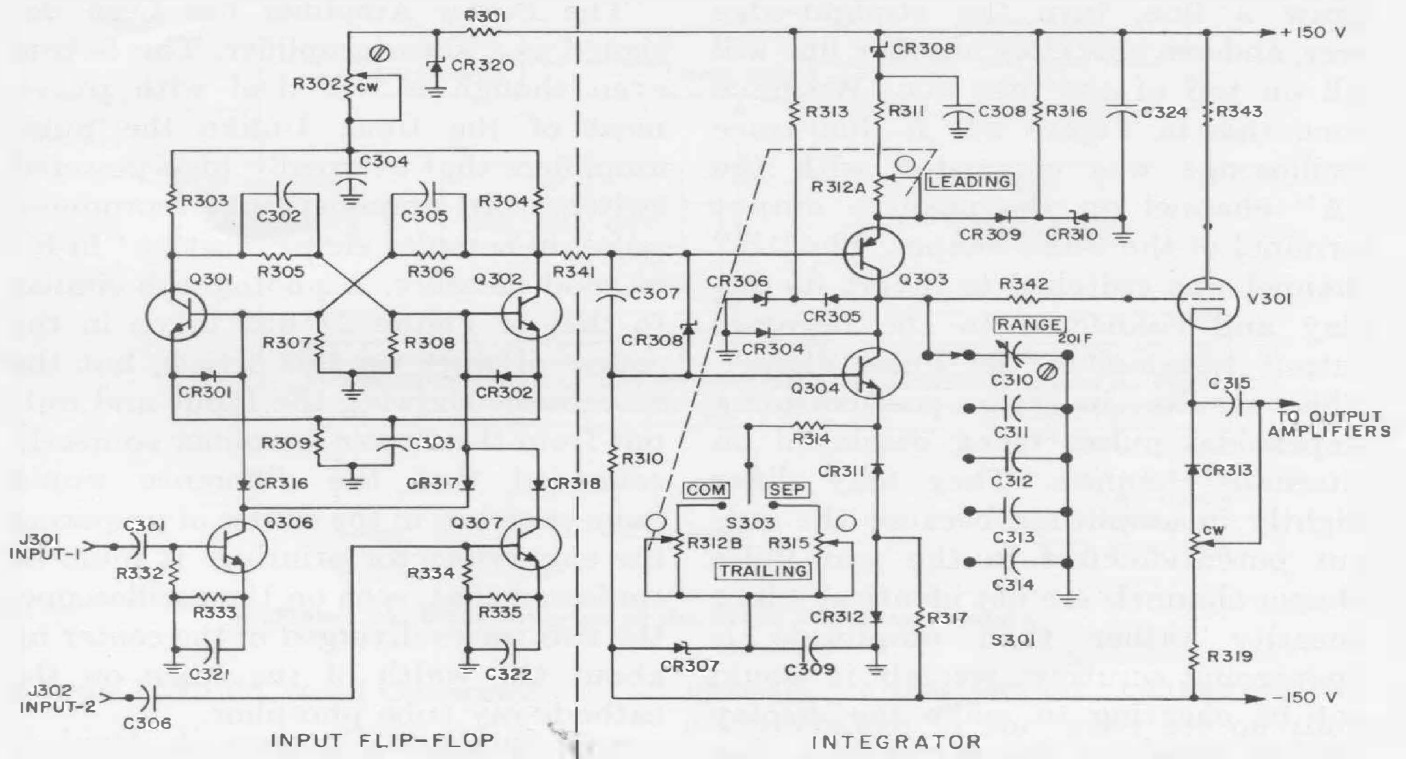 R301
CR320
R302
CW
CR308
+150 V
R313
R311
C308
R316
C324
R343
C304
R303
C302
C305
R304
R312A
LEADING
CR309
CR310
R305
R306
R341
Q301
Q302
C307
Q303
CR306
CR305
R342
V301
R307
R308
CR308
CR304
RANGE
201F
C310
CR301
CR302
Q304
C315
TO OUTPUT
AMPLIFIERS
C311
R309
C303
R310
R314
CR311
C312
CR313
CR316
CR317
CR318
COM
SEP
C313
CW
Q306
Q307
S303
R312B
R315
C301
J301
INPUT-1
R332
R334
TRAILING
C314
R333
R335
CR312
R317
S301
R319
CR307
C309
C321
C322
J302
INPUT-2
C306
-150 V
INPUT FLIP-FLOP
INTEGRATOR